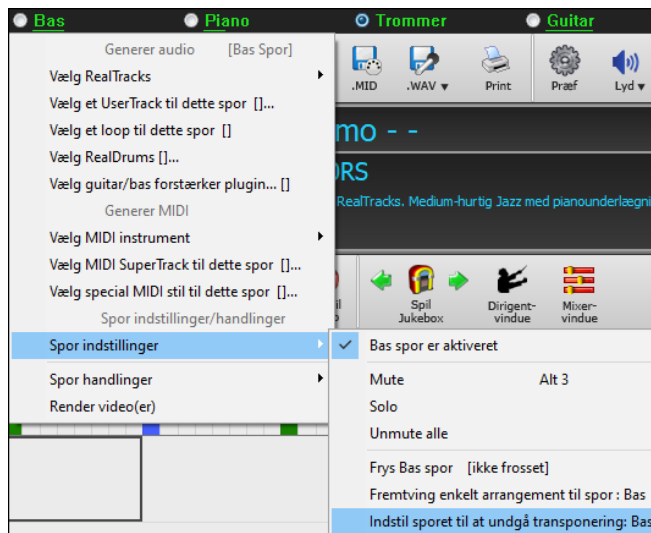 Bas Piano Trommer Guitar
Generer audio [Bas Spor]
Vælg RealTracks
Vælg et UserTrack til dette spor []...
Vælg et loop til dette spor []
Vælg RealDrums []...
Vælg guitar/bas forstærker plugin... []
Generer MIDI
Vælg MIDI instrument
Vælg MIDI SuperTrack til dette spor []...
Vælg special MIDI stil til dette spor []...
Spor indstillinger/handlinger
Spor indstillinger
Spor handlinger
Render video(er)
.MID .WAV Print Præf Lyd
mo - -
RealTracks. Medium-hurtig Jazz med pianounderlægni
Spil Jukebox
Dirigent-
vindue
Mixer-
vindue
Bas spor er aktiveret
Mute Alt 3
Solo
Unmute alle
Frys Bas spor [ikke frosset]
Fremtving enkelt arrangement til spor : Bas
Indstil sporet til at undgå transponering: Bas